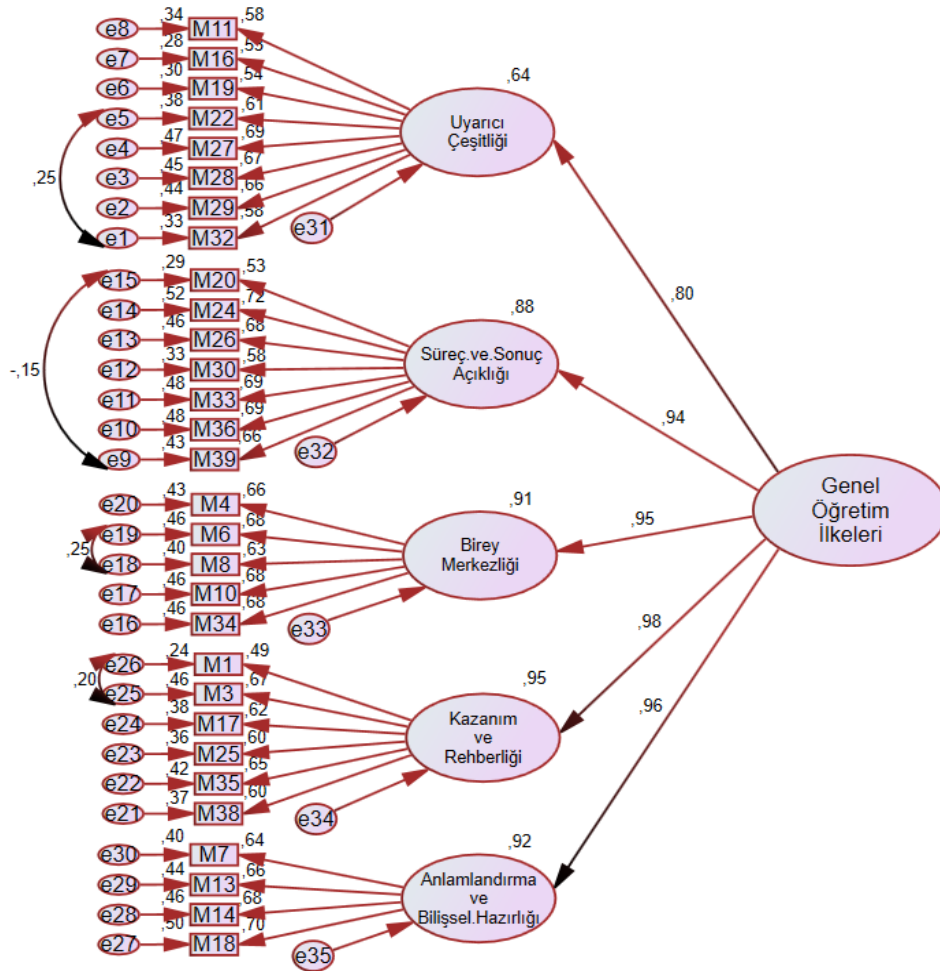 e8 ,34 M11 ,58
e7 ,28 M16 ,53
e6 ,30 M19 ,54
e5 ,38 M22 ,61
e4 ,47 M27 ,69
e3 ,45 M28 ,67
e2 ,44 M29 ,66
e1 ,33 M32 ,58
,25
e31
,64
Uyarıcı
Çeşitliği
,80
e15 ,29 M20 ,53
e14 ,52 M24 ,72
e13 ,46 M26 ,68
e12 ,33 M30 ,58
e11 ,48 M33 ,69
e10 ,48 M36 ,69
e9 ,43 M39 ,66
-,15
e32
,88
Süreç.ve.Sonuç
Açıklığı
,94
e20 ,43 M4 ,66
e19 ,46 M6 ,68
e18 ,40 M8 ,63
e17 ,46 M10 ,68
e16 ,46 M34 ,68
,25
e33
,91
Birey
Merkezliği
,95
Genel
Öğretim
İlkeleri
e26 ,24 M1 ,49
e25 ,46 M3 ,67
e24 ,38 M17 ,62
e23 ,36 M25 ,60
e22 ,42 M35 ,65
e21 ,37 M38 ,60
,20
e34
,95
Kazanım
ve
Rehberliği
,98
e30 ,40 M7 ,64
e29 ,44 M13 ,66
e28 ,46 M14 ,68
e27 ,50 M18 ,70
e35
,92
Anlamlandırma
ve
Bilişsel.Hazırlığı
,96